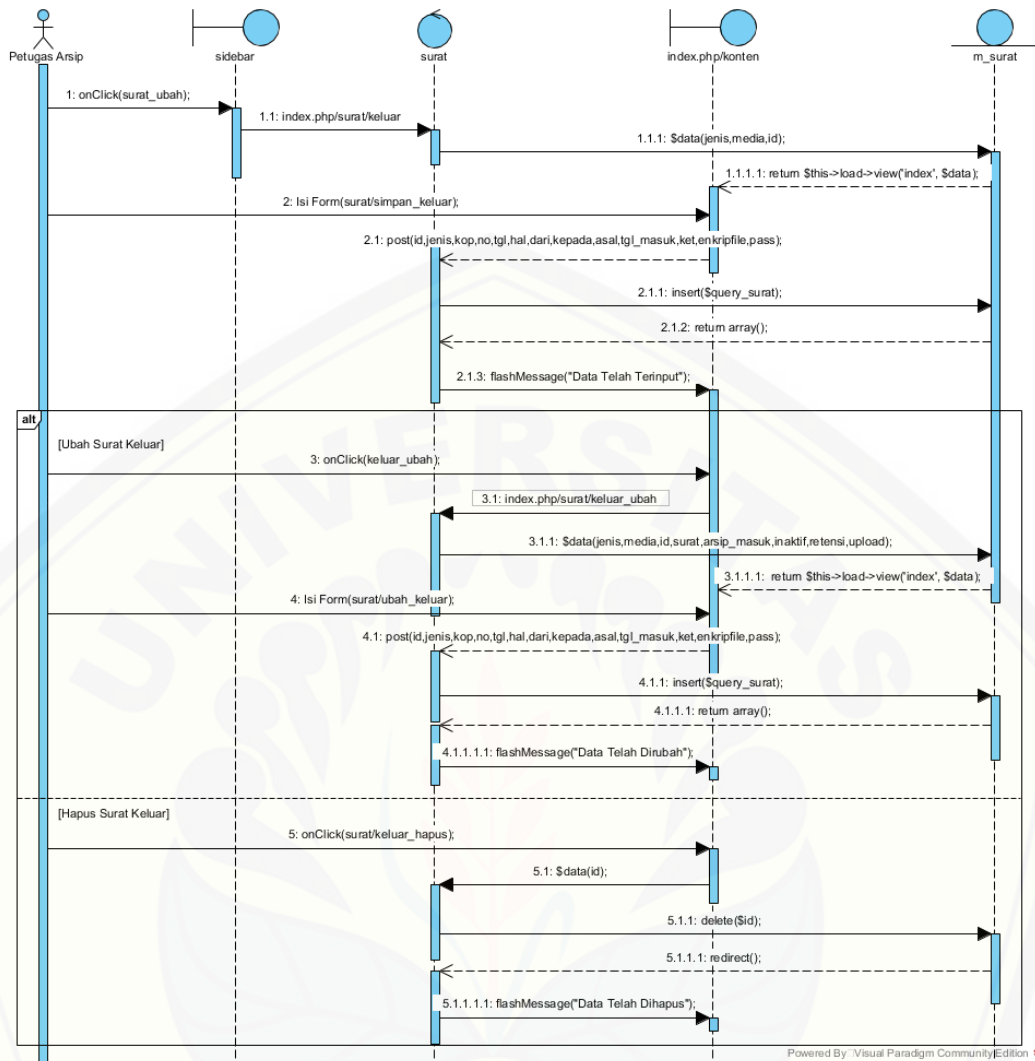 Petugas Arsip
sidebar
surat
index.php/konten
m_surat
1: onClick(surat_ubah);
1.1: index.php/surat/keluar
1.1.1: $data(jenis,media,id);
1.1.1.1: return $this->load->view('index', $data);
2: Isi Form(surat/simpan_keluar);
2.1: post(id,jenis,kop,no,tgl,hal,dari,kepada,asal,tgl_masuk,ket,enkripfile,pass);
2.1.1: insert($query_surat);
2.1.2: return array();
2.1.3: flashMessage("Data Telah Terinput");
alt
[Ubah Surat Keluar]
3: onClick(keluar_ubah);
3.1: index.php/surat/keluar_ubah
3.1.1: $data(jenis,media,id,surat,arsip_masuk,inaktif,retensi,upload);
3.1.1.1: return $this->load->view('index', $data);
4: Isi Form(surat/ubah_keluar);
4.1: post(id,jenis,kop,no,tgl,hal,dari,kepada,asal,tgl_masuk,ket,enkripfile,pass);
4.1.1: insert($query_surat);
4.1.1.1: return array();
4.1.1.1.1: flashMessage("Data Telah Dirubah");
[Hapus Surat Keluar]
5: onClick(surat/keluar_hapus);
5.1: $data(id);
5.1.1: delete($id);
5.1.1.1: redirect();
5.1.1.1.1: flashMessage("Data Telah Dihapus");
UNIVERSITAS
Powered By Visual Paradigm Community Edition